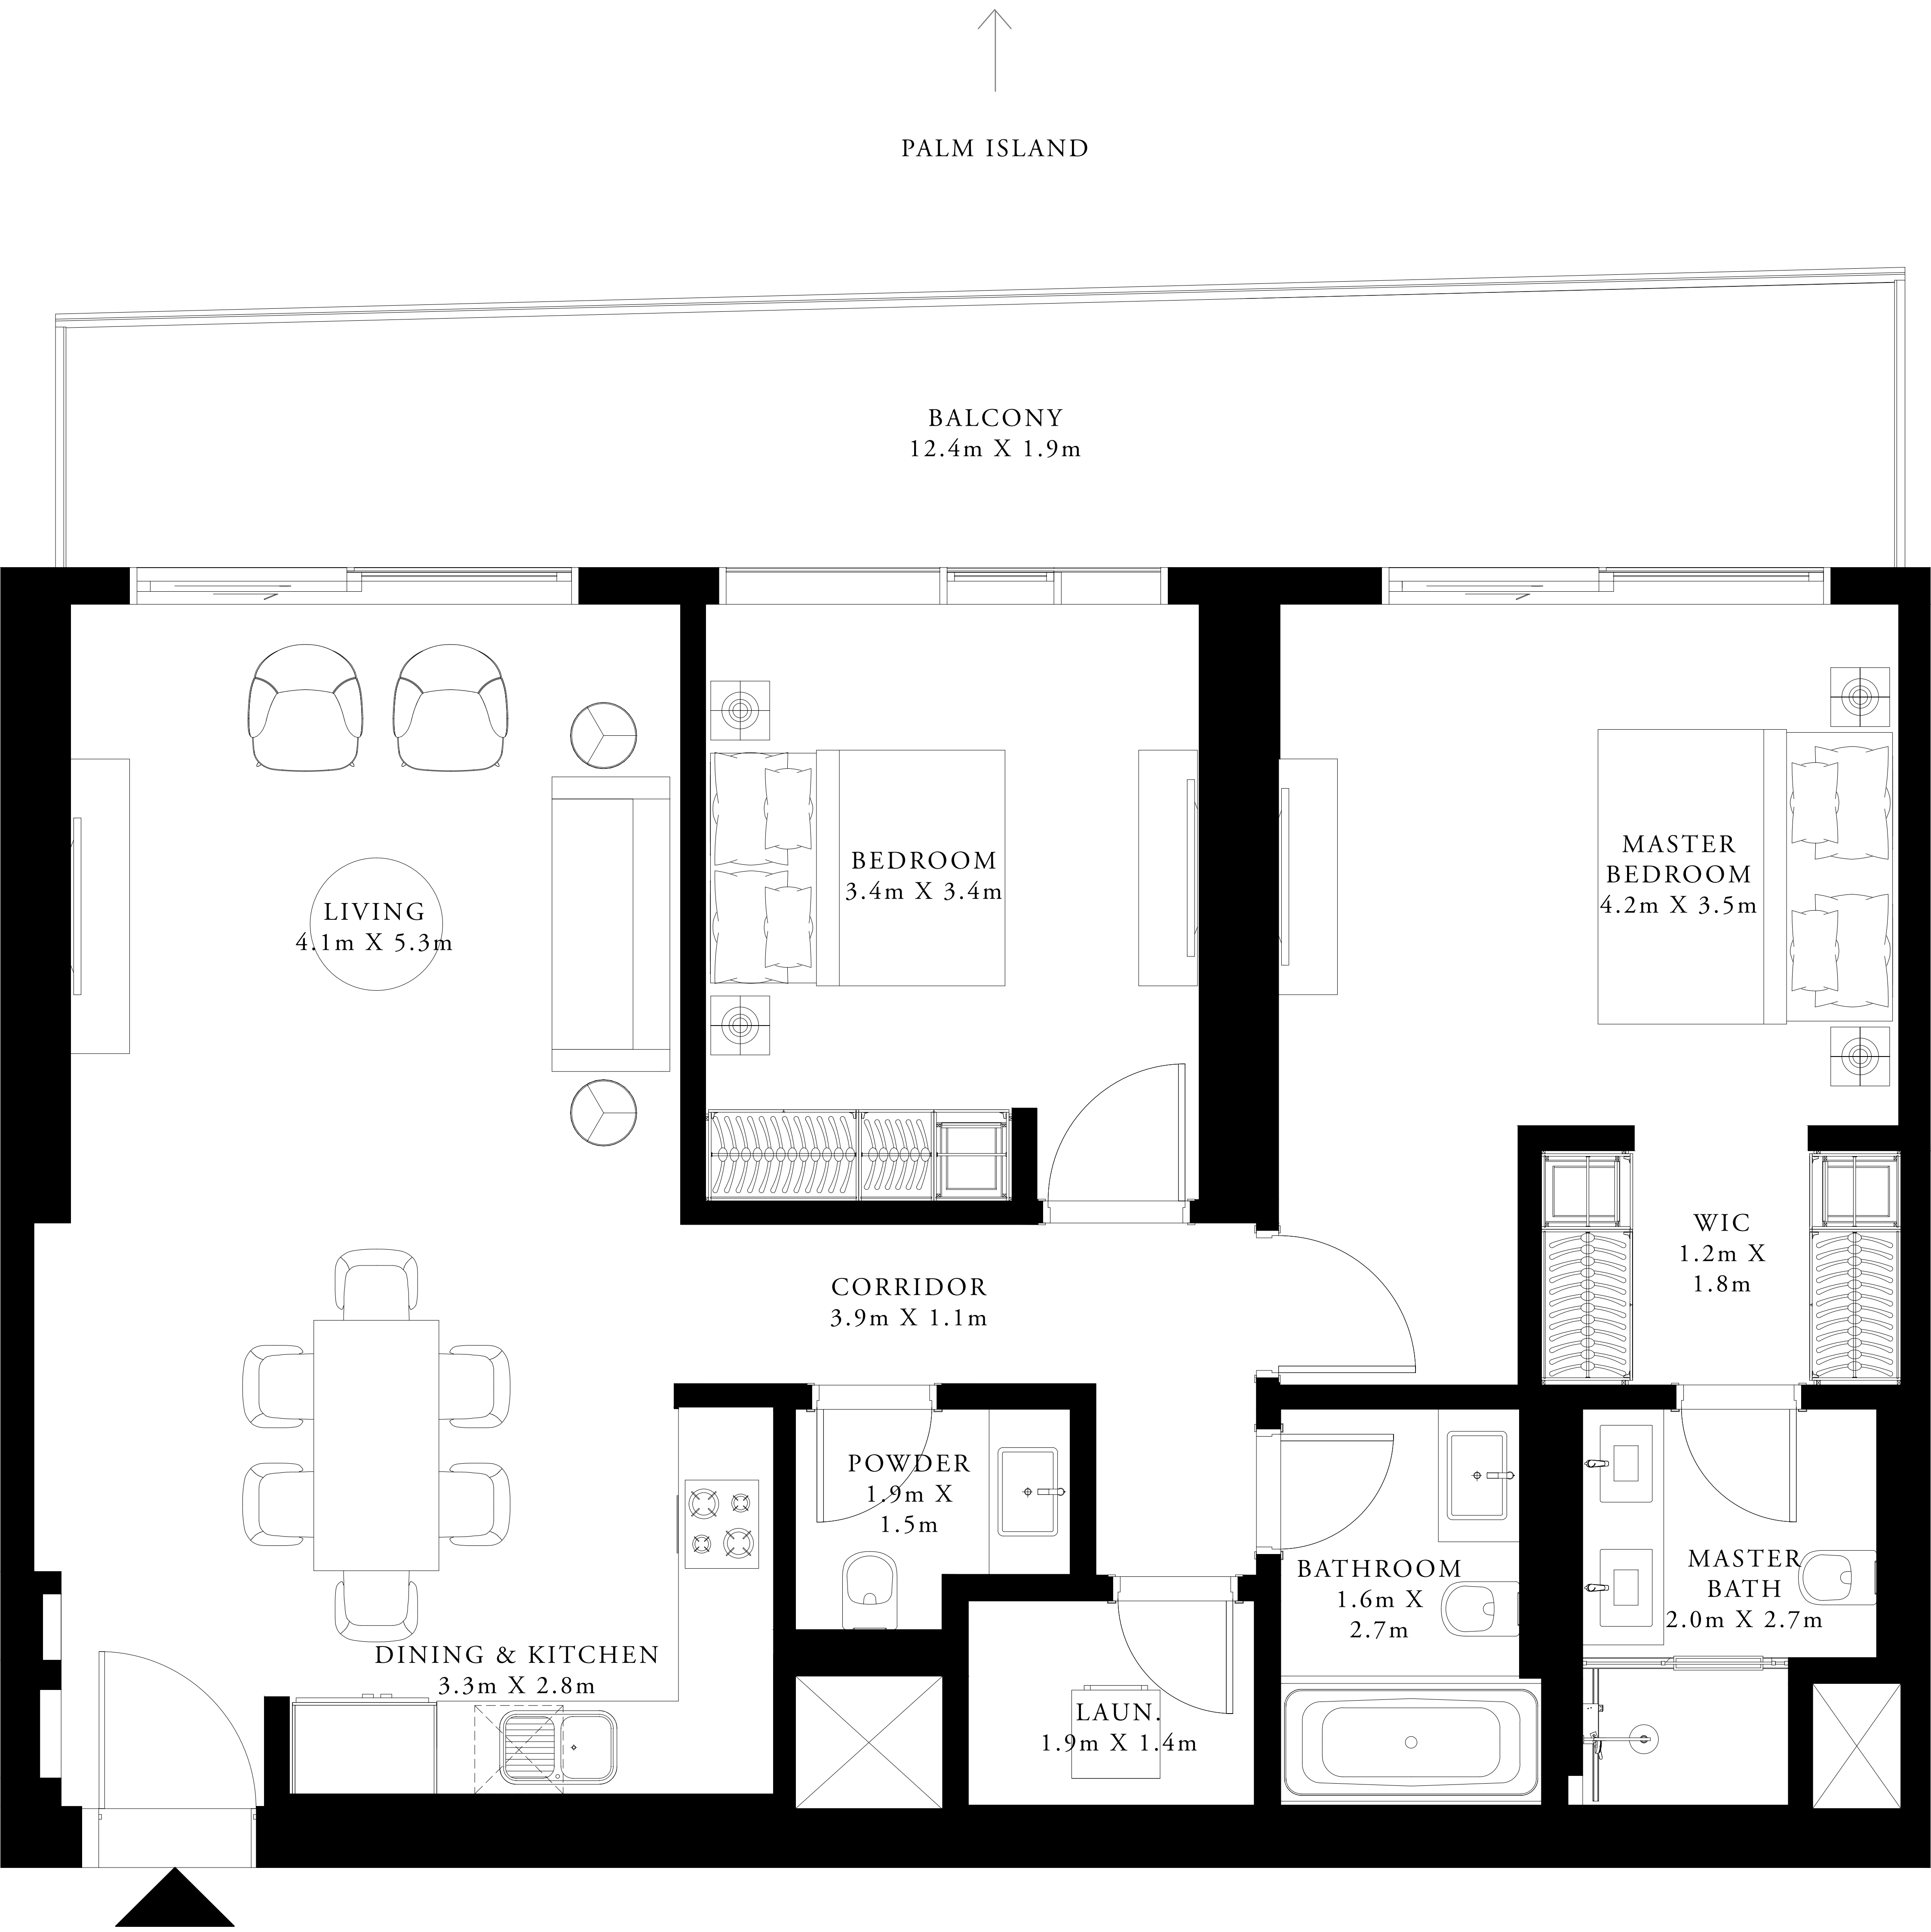 PALM ISLAND
BALCONY
12.4m X 1.9m
MASTER
BEDROOM
4.2m X 3.5m
BEDROOM
3.4m X 3.4m
LIVING
4.1m X 5.3m
WIC
1.2m X
1.8m
CORRIDOR
3.9m X 1.1m
POWDER
1.9m X
1.5m
BATHROOM
1.6m X
2.7m
MASTER
BATH
2.0m X 2.7m
DINING & KITCHEN
3.3m X 2.8m
LAUN.
1.9m X 1.4m